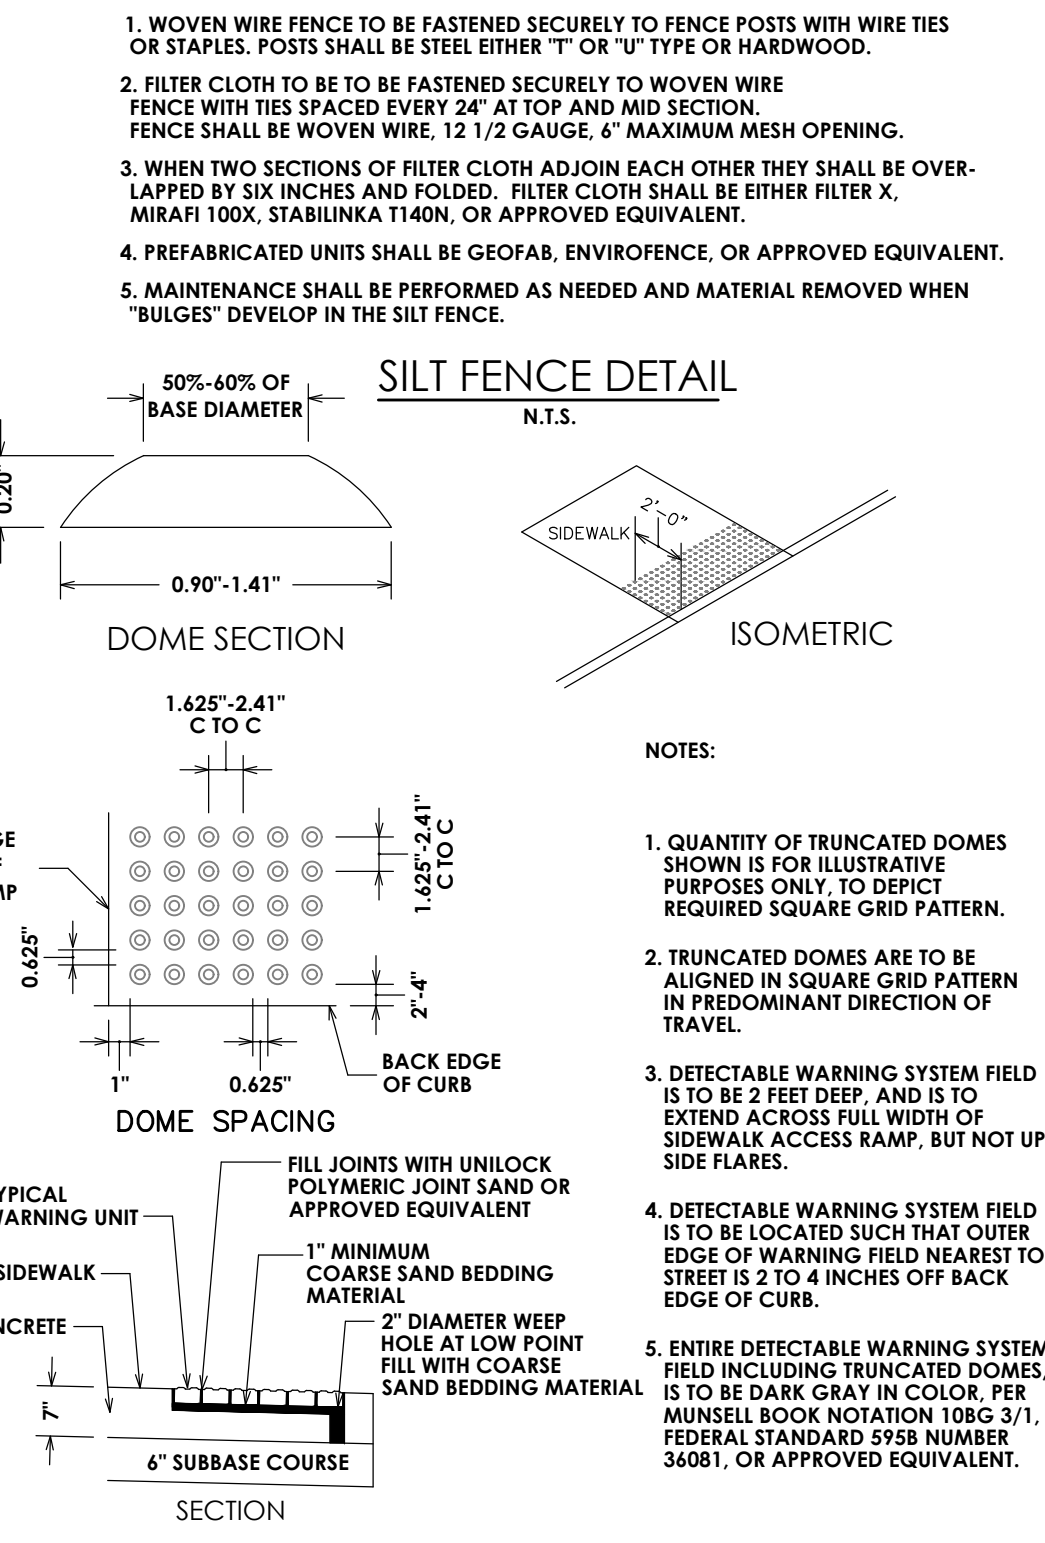 1. WOVEN WIRE FENCE TO BE FASTENED SECURELY TO FENCE POSTS WITH WIRE TIES
OR STAPLES. POSTS SHALL BE STEEL EITHER "T" OR "U" TYPE OR HARDWOOD.
2. FILTER CLOTH TO BE TO BE FASTENED SECURELY TO WOVEN WIRE
FENCE WITH TIES SPACED EVERY 24" AT TOP AND MID SECTION.
FENCE SHALL BE WOVEN WIRE, 12 1/2 GAUGE, 6" MAXIMUM MESH OPENING.
3. WHEN TWO SECTIONS OF FILTER CLOTH ADJOIN EACH OTHER THEY SHALL BE OVER-
LAPPED BY SIX INCHES AND FOLDED. FILTER CLOTH SHALL BE EITHER FILTER X,
MIRAFI 100X, STABILINKA T140N, OR APPROVED EQUIVALENT.
4. PREFABRICATED UNITS SHALL BE GEOFAB, ENVIROFENCE, OR APPROVED EQUIVALENT.
5. MAINTENANCE SHALL BE PERFORMED AS NEEDED AND MATERIAL REMOVED WHEN
"BULGES" DEVELOP IN THE SILT FENCE.
SILT FENCE DETAIL
N.T.S.
50%-60% OF
BASE DIAMETER
0.20"
0.90"-1.41"
DOME SECTION
2'-0"
SIDEWALK
ISOMETRIC
1.625"-2.41"
C TO C
1.625"-2.41"
C TO C
0.625"
2"-4"
1"
0.625"
BACK EDGE
OF CURB
DOME SPACING
FILL JOINTS WITH UNILOCK
POLYMERIC JOINT SAND OR
APPROVED EQUIVALENT
YPICAL
WARNING UNIT
1" MINIMUM
COARSE SAND BEDDING
MATERIAL
SIDEWALK
NCRETE
2" DIAMETER WEEP
HOLE AT LOW POINT
FILL WITH COARSE
SAND BEDDING MATERIAL
7"
6" SUBBASE COURSE
SECTION
NOTES:
1. QUANTITY OF TRUNCATED DOMES
SHOWN IS FOR ILLUSTRATIVE
PURPOSES ONLY, TO DEPICT
REQUIRED SQUARE GRID PATTERN.
2. TRUNCATED DOMES ARE TO BE
ALIGNED IN SQUARE GRID PATTERN
IN PREDOMINANT DIRECTION OF
TRAVEL.
3. DETECTABLE WARNING SYSTEM FIELD
IS TO BE 2 FEET DEEP, AND IS TO
EXTEND ACROSS FULL WIDTH OF
SIDEWALK ACCESS RAMP, BUT NOT UP
SIDE FLARES.
4. DETECTABLE WARNING SYSTEM FIELD
IS TO BE LOCATED SUCH THAT OUTER
EDGE OF WARNING FIELD NEAREST TO
STREET IS 2 TO 4 INCHES OFF BACK
EDGE OF CURB.
5. ENTIRE DETECTABLE WARNING SYSTEM
FIELD INCLUDING TRUNCATED DOMES,
IS TO BE DARK GRAY IN COLOR, PER
MUNSELL BOOK NOTATION 10BG 3/1,
FEDERAL STANDARD 595B NUMBER
36081, OR APPROVED EQUIVALENT.